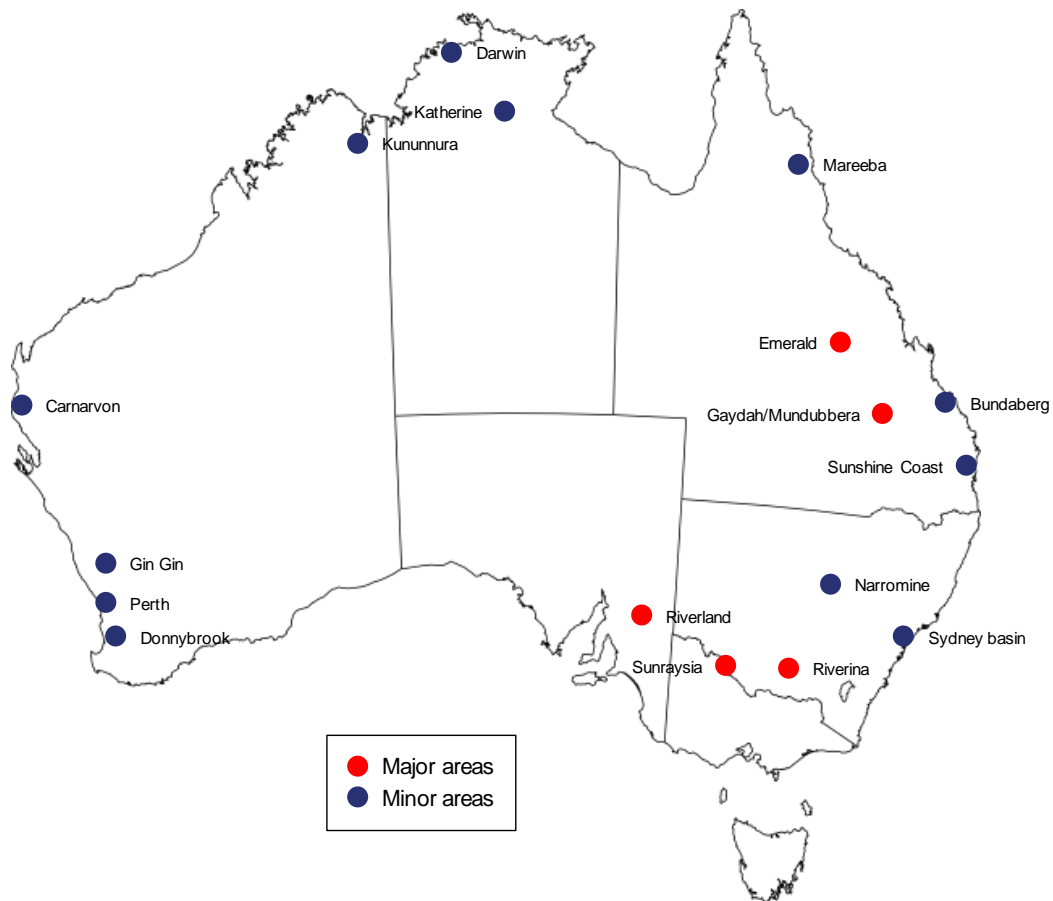 Darwin
Katherine
Kununnura
Mareeba
Emerald
Carnarvon
Bundaberg
Gaydah/Mundubbera
Sunshine Coast
Gin Gin
Narromine
Perth
Riverland
Donnybrook
Sydney basin
Sunraysia
Riverina
Major areas
Minor areas